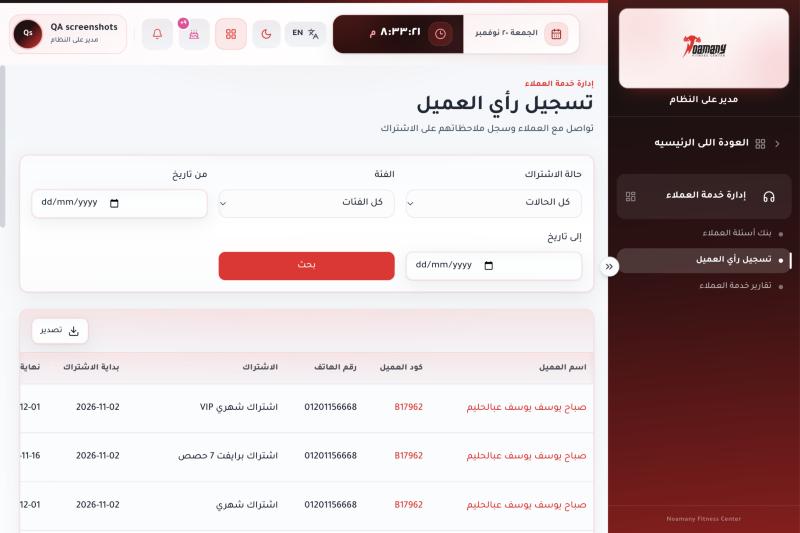 NOAMANY
FITNESS CENTER
مدير على النظام
العودة الى الرئيسيه
إدارة خدمة العملاء
بنك أسئلة العملاء
تسجيل رأي العميل
تقارير خدمة العملاء
Noamany Fitness Center
الجمعة ٢٠ نوفمبر
٨:٣٣:٢١ م
EN
+٩
QA screenshots
مدير على النظام
Qs
إدارة خدمة العملاء
تسجيل رأي العميل
تواصل مع العملاء وسجل ملاحظاتهم على الاشتراك
حالة الاشتراك
الفئة
من تاريخ
كل الحالات
كل الفئات
dd/mm/yyyy
إلى تاريخ
dd/mm/yyyy
بحث
تصدير
اسم العميل كود العميل رقم الهاتف الاشتراك بداية الاشتراك نهاية
صباح يوسف يوسف عبالحليم B17962 01201156668 اشتراك شهري VIP 2026-11-02 12-01
صباح يوسف يوسف عبالحليم B17962 01201156668 اشتراك برايفت 7 حصص 2026-11-02 11-16-
صباح يوسف يوسف عبالحليم B17962 01201156668 اشتراك شهري 2026-11-02 12-01